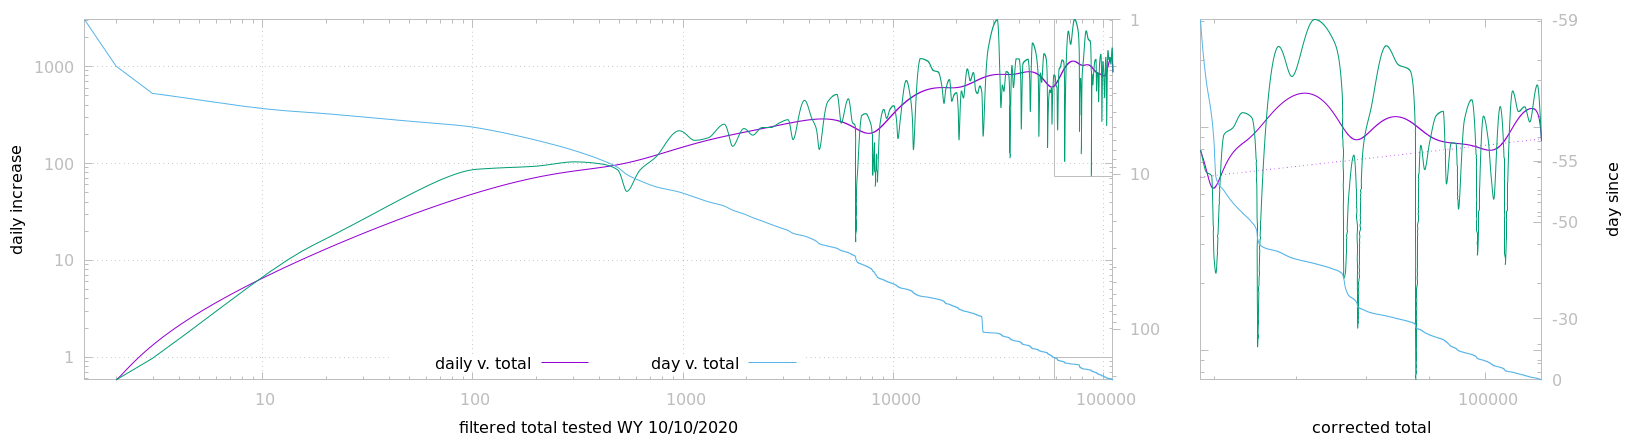 1 -59
1000
100 10 -55
-50
10
100 -30
1 daily v. total day v. total 0
10 100 1000 10000 100000 100000
daily increase
day since
filtered total tested WY 10/10/2020 corrected total